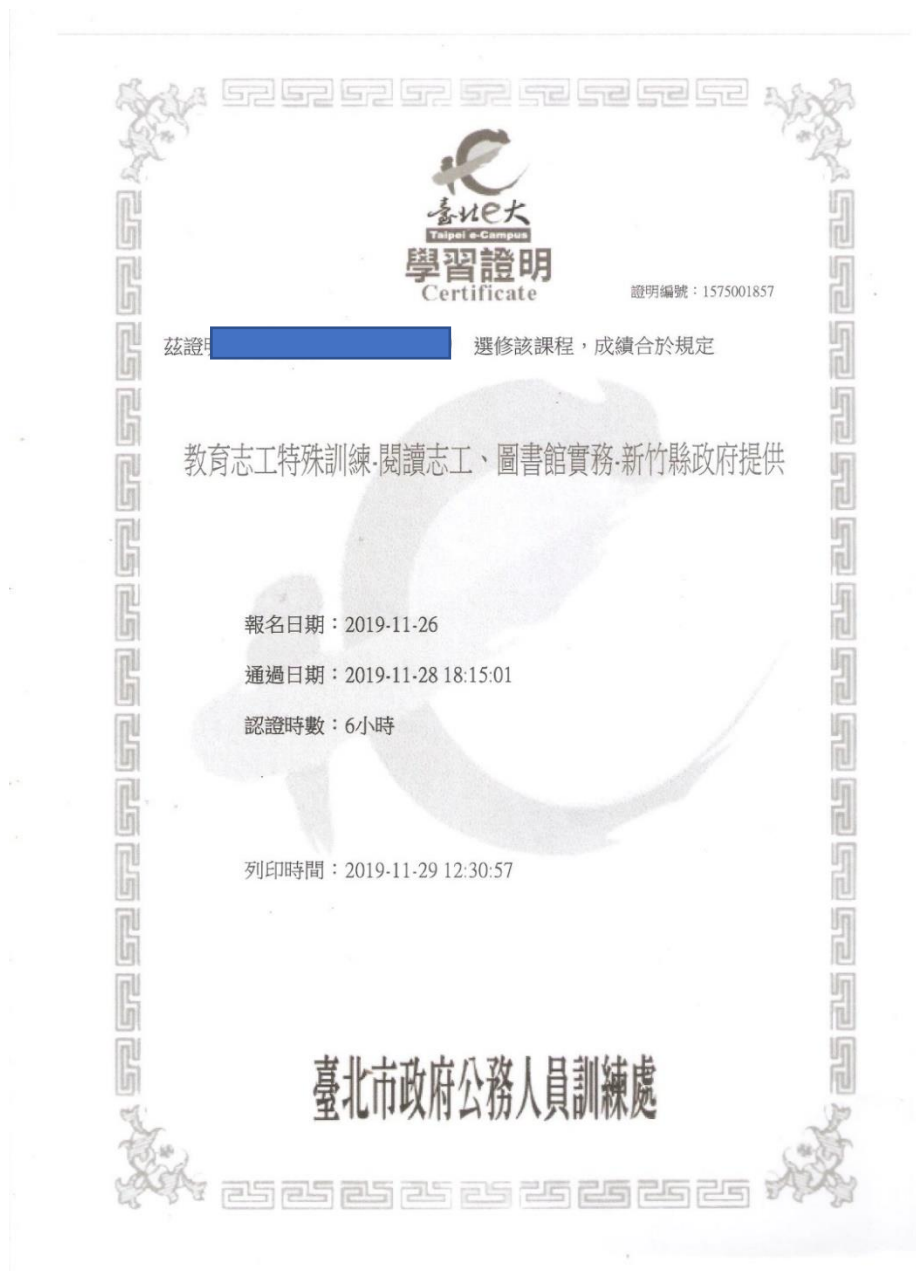 臺北e大
Taipei e-Campus
學習證明
Certificate
證明編號：1575001857
茲證明 選修該課程，成績合於規定
教育志工特殊訓練-閱讀志工、圖書館實務-新竹縣政府提供
報名日期：2019-11-26
通過日期：2019-11-28 18:15:01
認證時數：6小時
列印時間：2019-11-29 12:30:57
臺北市政府公務人員訓練處